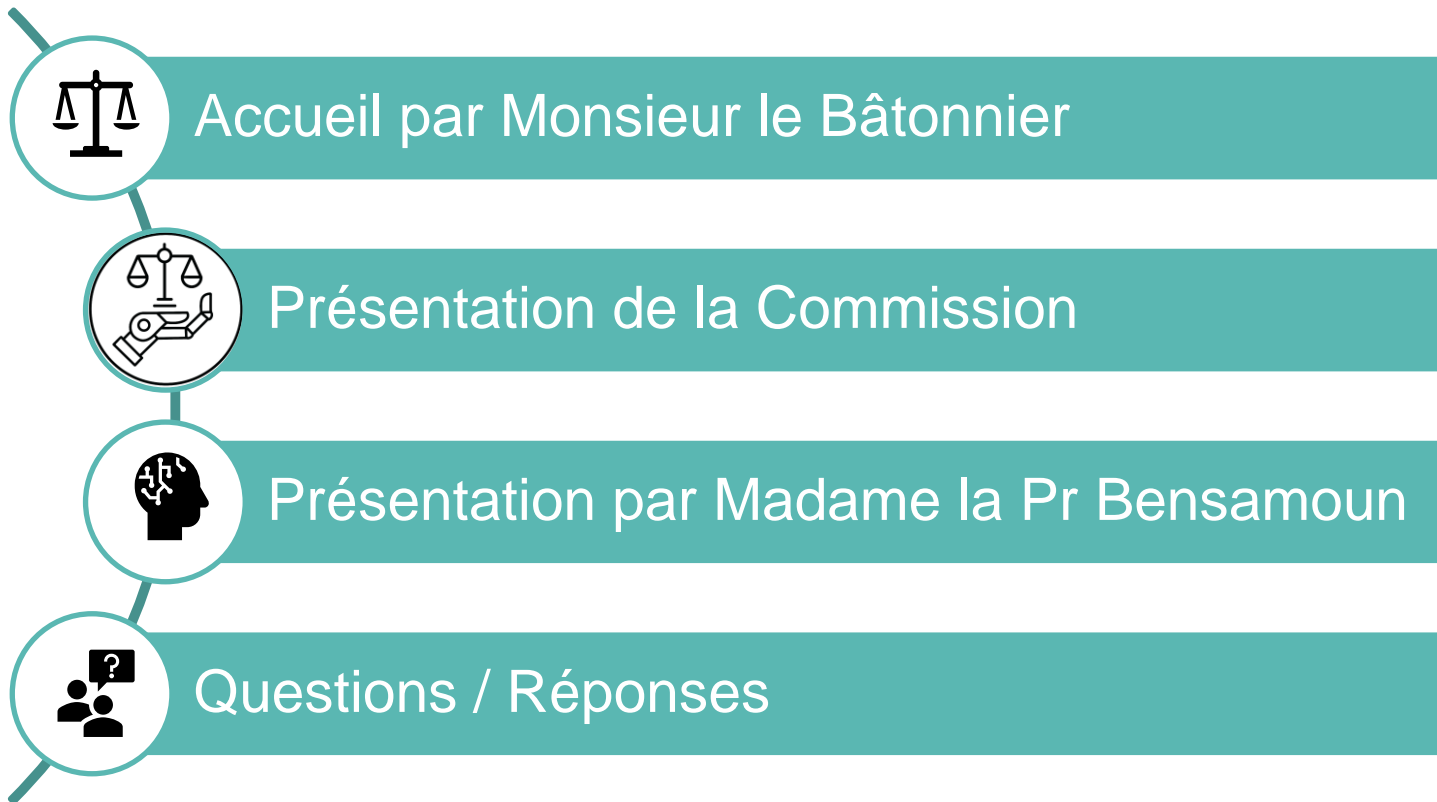 Accueil par Monsieur le Bâtonnier
Présentation de la Commission
Présentation par Madame la Pr Bensamoun
?
Questions / Réponses